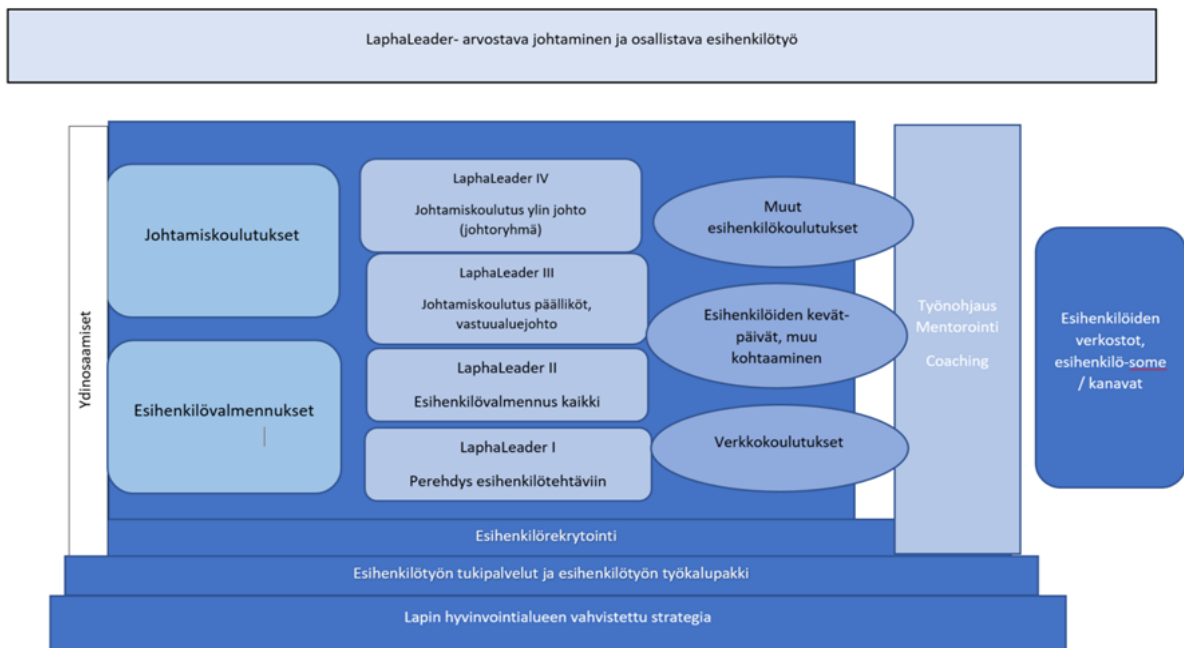 LaphaLeader- arvostava johtaminen ja osallistava esihenkilötyö
Ydinosaamiset
Johtamiskoulutukset
Esihenkilövalmennukset
LaphaLeader IV
Johtamiskoulutus ylin johto
(johtoryhmä)
LaphaLeader III
Johtamiskoulutus päälliköt,
vastuualuejohto
LaphaLeader II
Esihenkilövalmennus kaikki
LaphaLeader I
Perehdys esihenkilötehtäviin
Muut
esihenkilökoulutukset
Esihenkilöiden kevät-
päivät, muu
kohtaaminen
Verkkokoulutukset
Työnohjaus
Mentorointi
Coaching
Esihenkilöiden
verkostot,
esihenkilö-some
/ kanavat
Esihenkilörekrytointi
Esihenkilötyön tukipalvelut ja esihenkilötyön työkalupakki
Lapin hyvinvointialueen vahvistettu strategia